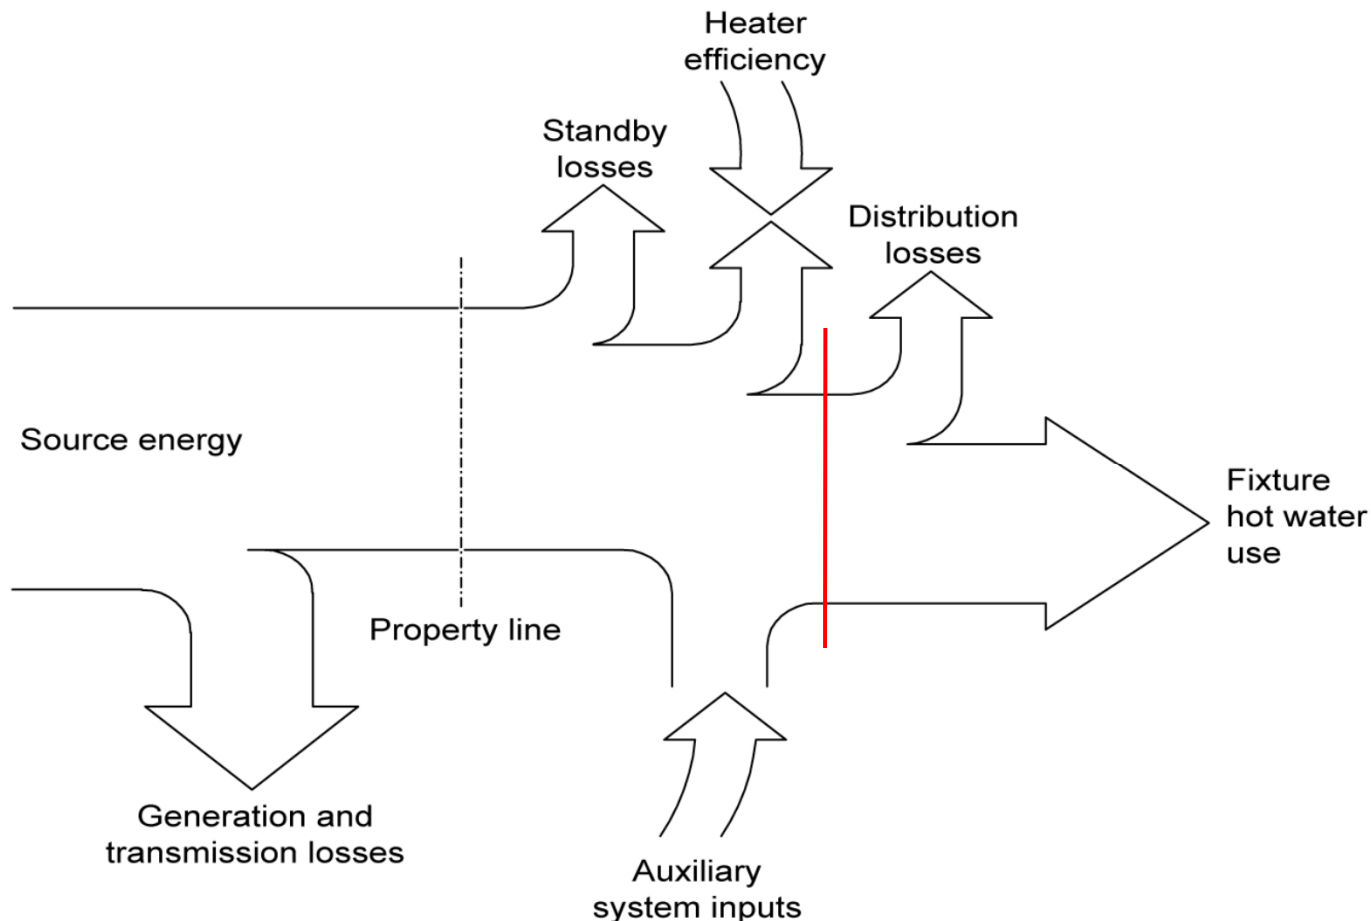 Heater
efficiency
Standby
losses
Distribution
losses
Source energy
Fixture
hot water
use
Property line
Generation and
transmission losses
Auxiliary
system inputs